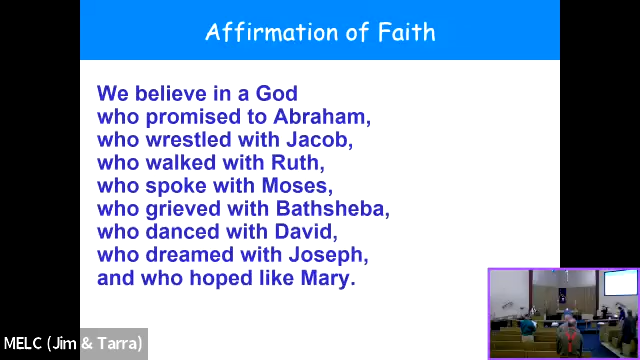 Affirmation of Faith
We believe in a God
who promised to Abraham,
who wrestled with Jacob,
who walked with Ruth,
who spoke with Moses,
who grieved with Bathsheba,
who danced with David,
who dreamed with Joseph,
and who hoped like Mary.
MELC (Jim & Tarra)